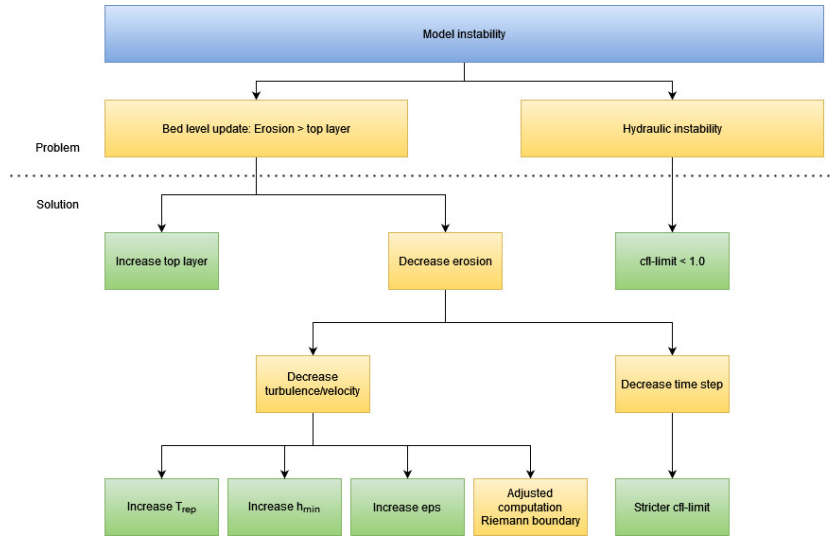 Model instability
Bed level update: Erosion > top layer
Hydraulic instability
Problem
Solution
Increase top layer
Decrease erosion
cfl-limit < 1.0
Decrease
turbulence/velocity
Decrease time step
Increase Trep
Increase hmin
Increase eps
Adjusted
computation
Riemann boundary
Stricter cfl-limit